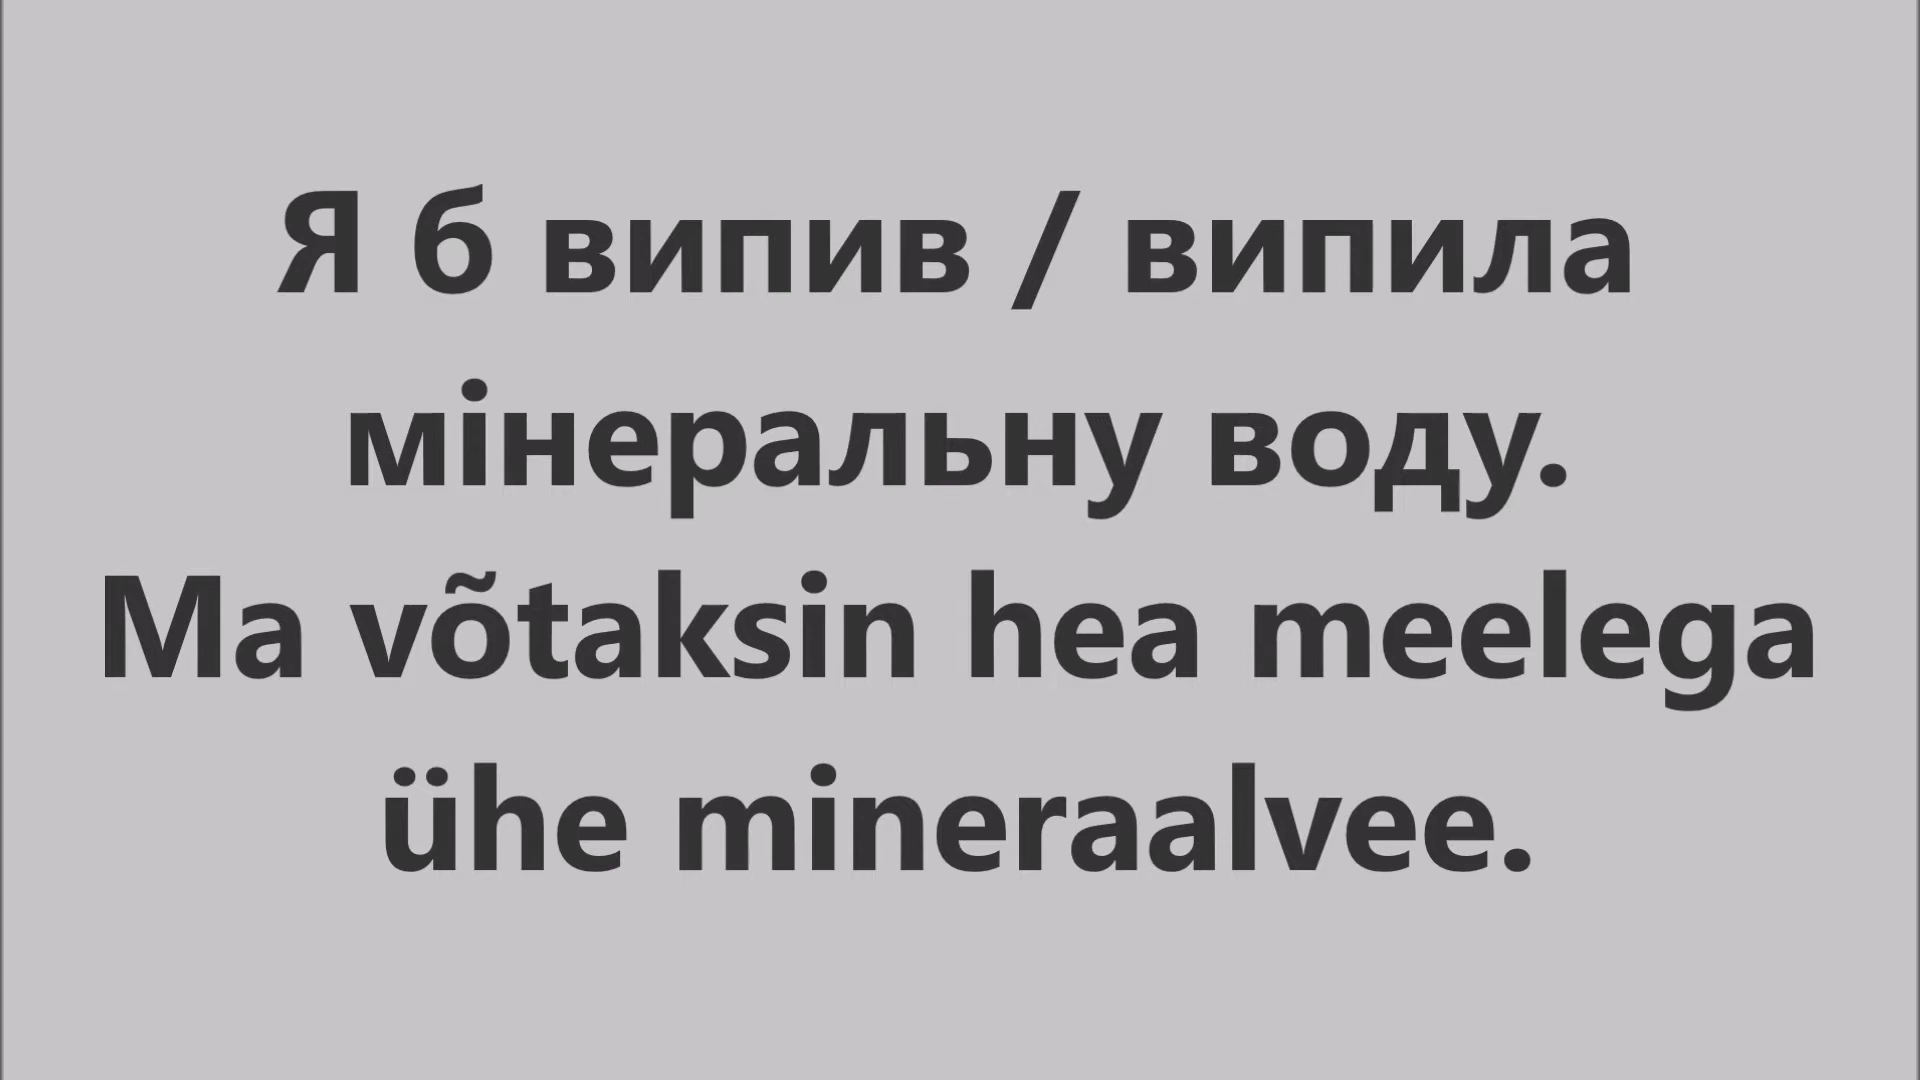 Я б випив / випила
мінеральну воду.
Ma võtaksin hea meelega
ühe mineraalvee.